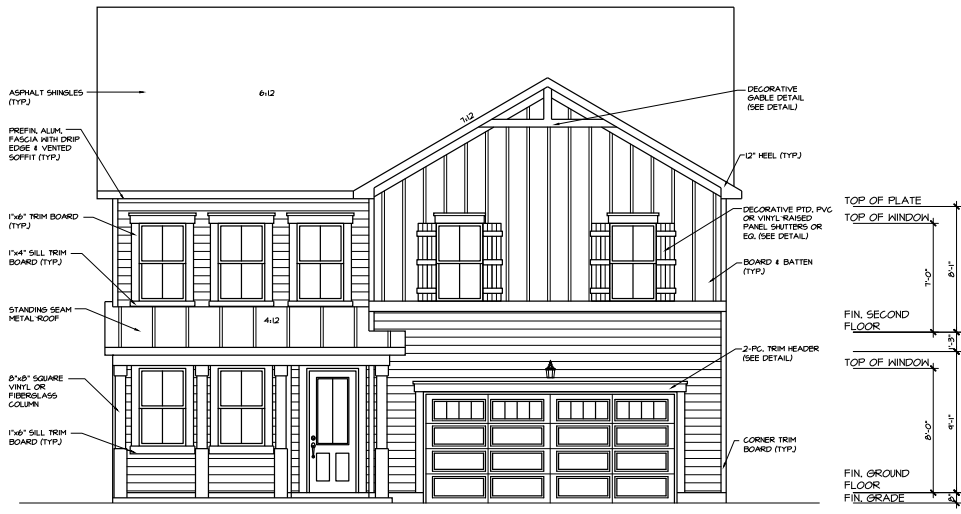 ASPHALT SHINGLES
(TYP.)
6:12
PREFIN. ALUM.
FASCIA WITH DRIP
EDGE & VENTED
SOFFIT (TYP.)
1"x6" TRIM BOARD
(TYP.)
1"x4" SILL TRIM
BOARD (TYP.)
STANDING SEAM
METAL ROOF
4:12
8"x8" SQUARE
VINYL OR
FIBERGLASS
COLUMN
1"x6" SILL TRIM
BOARD (TYP.)
7:12
DECORATIVE
GABLE DETAIL
(SEE DETAIL)
12" HEEL (TYP.)
DECORATIVE PTD. PVC
OR VINYL RAISED
PANEL SHUTTERS OR
EQ. (SEE DETAIL)
BOARD & BATTEN
(TYP.)
2-PC. TRIM HEADER
(SEE DETAIL)
CORNER TRIM
BOARD (TYP.)
TOP OF PLATE
TOP OF WINDOW
7'-0"
8'-1"
FIN. SECOND
FLOOR
1'-3"
TOP OF WINDOW
8'-0"
9'-1"
FIN. GROUND
FLOOR
FIN. GRADE
8"